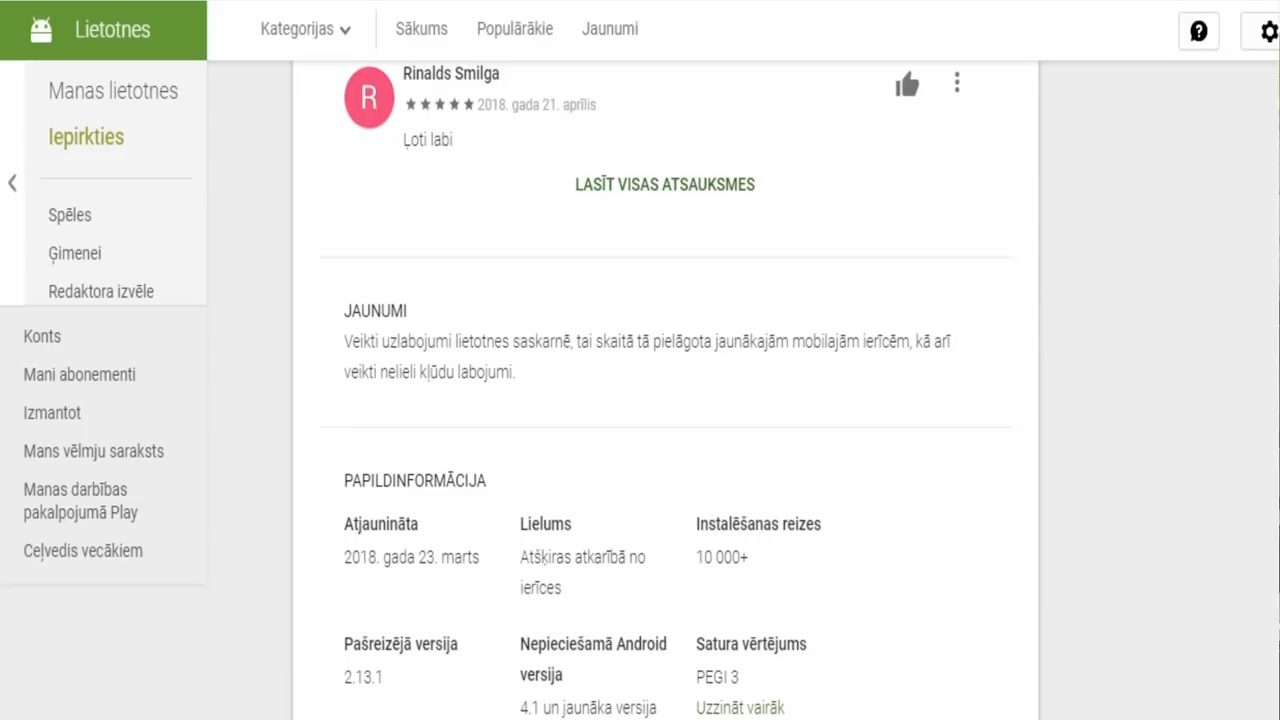 Lietotnes
Kategorijas
Sākums
Populārākie
Jaunumi
Manas lietotnes
Iepirkties
Spēles
Ģimenei
Redaktora izvēle
Konts
Mani abonementi
Izmantot
Mans vēlmju saraksts
Manas darbības
pakalpojumā Play
Ceļvedis vecākiem
R
Rinalds Smilga
2018. gada 21. aprīlis
Ļoti labi
LASĪT VISAS ATSAUKSMES
JAUNUMI
Veikti uzlabojumi lietotnes saskarnē, tai skaitā tā pielāgota jaunākajām mobilajām ierīcēm, kā arī
veikti nelieli kļūdu labojumi.
PAPILDINFORMĀCIJA
Atjaunināta
2018. gada 23. marts
Lielums
Atšķiras atkarībā no
ierīces
Instalēšanas reizes
10 000+
Pašreizējā versija
2.13.1
Nepieciešamā Android
versija
4.1 un jaunāka versija
Satura vērtējums
PEGI 3
Uzzināt vairāk